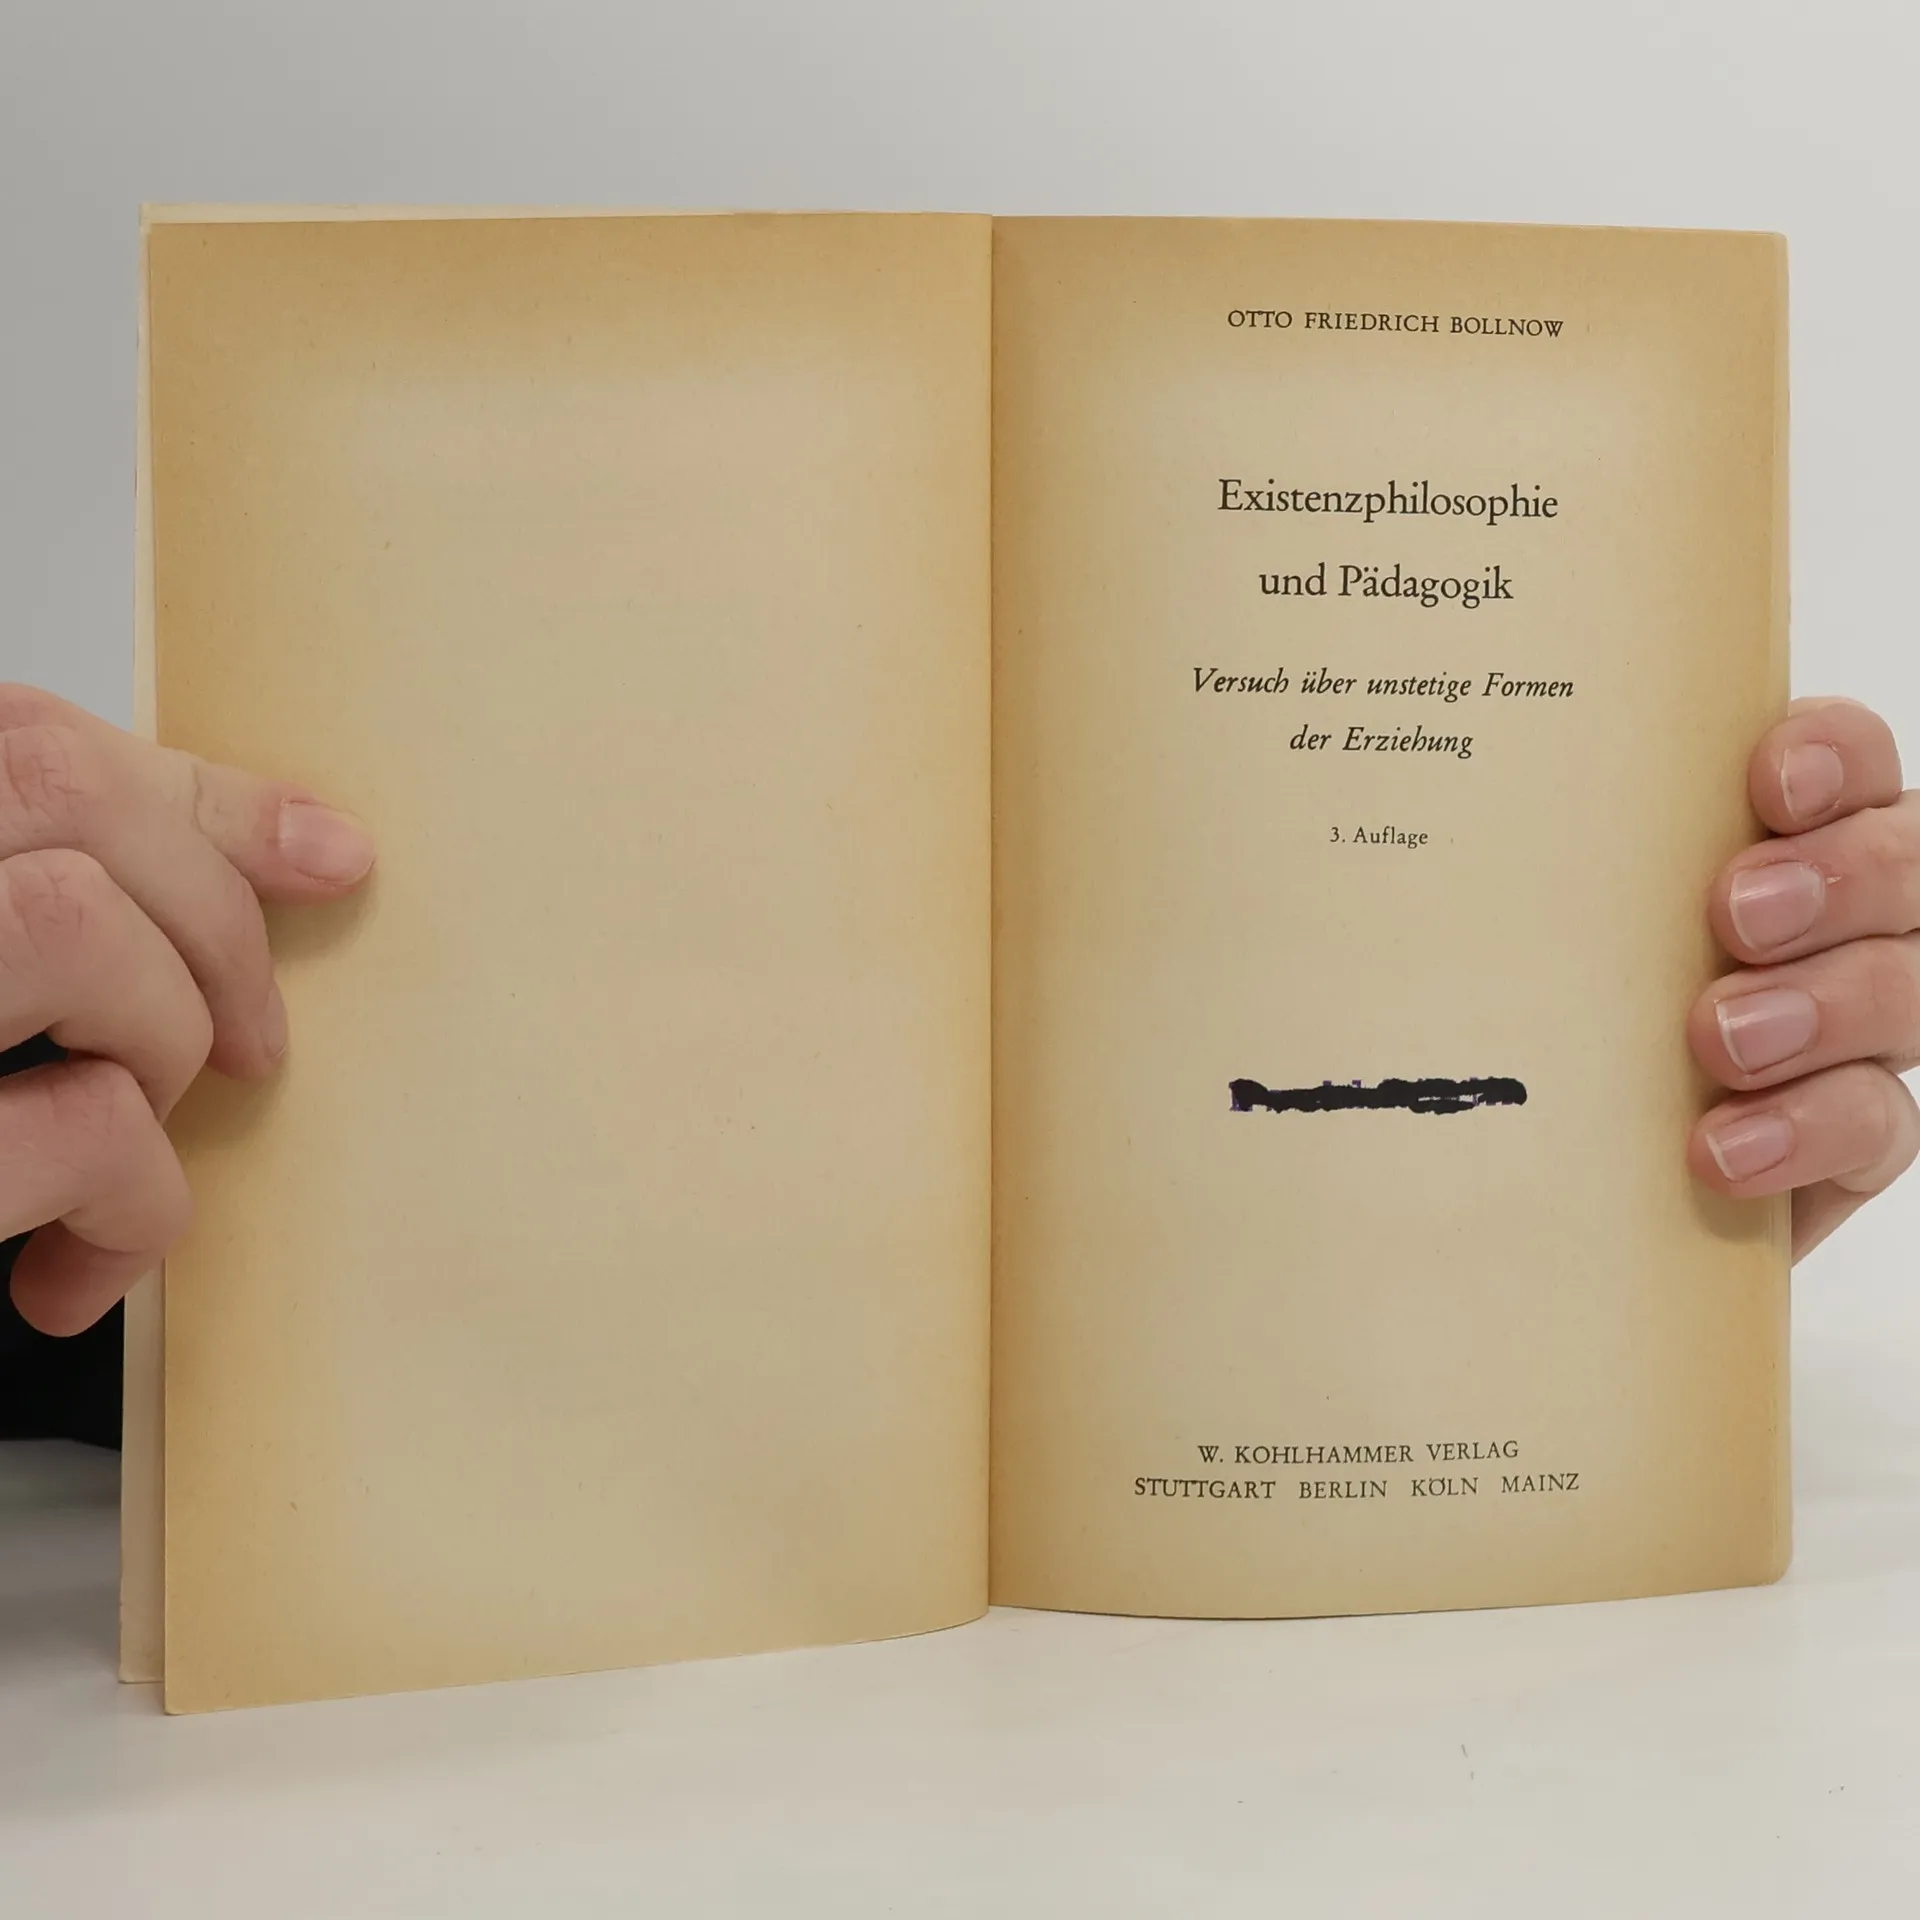 OTTO FRIEDRICH BOLLNOW
Existenzphilosophie
und Pädagogik
Versuch über unstetige Formen
der Erziehung
3. Auflage
W. KOHLHAMMER VERLAG
STUTTGART BERLIN KÖLN MAINZ